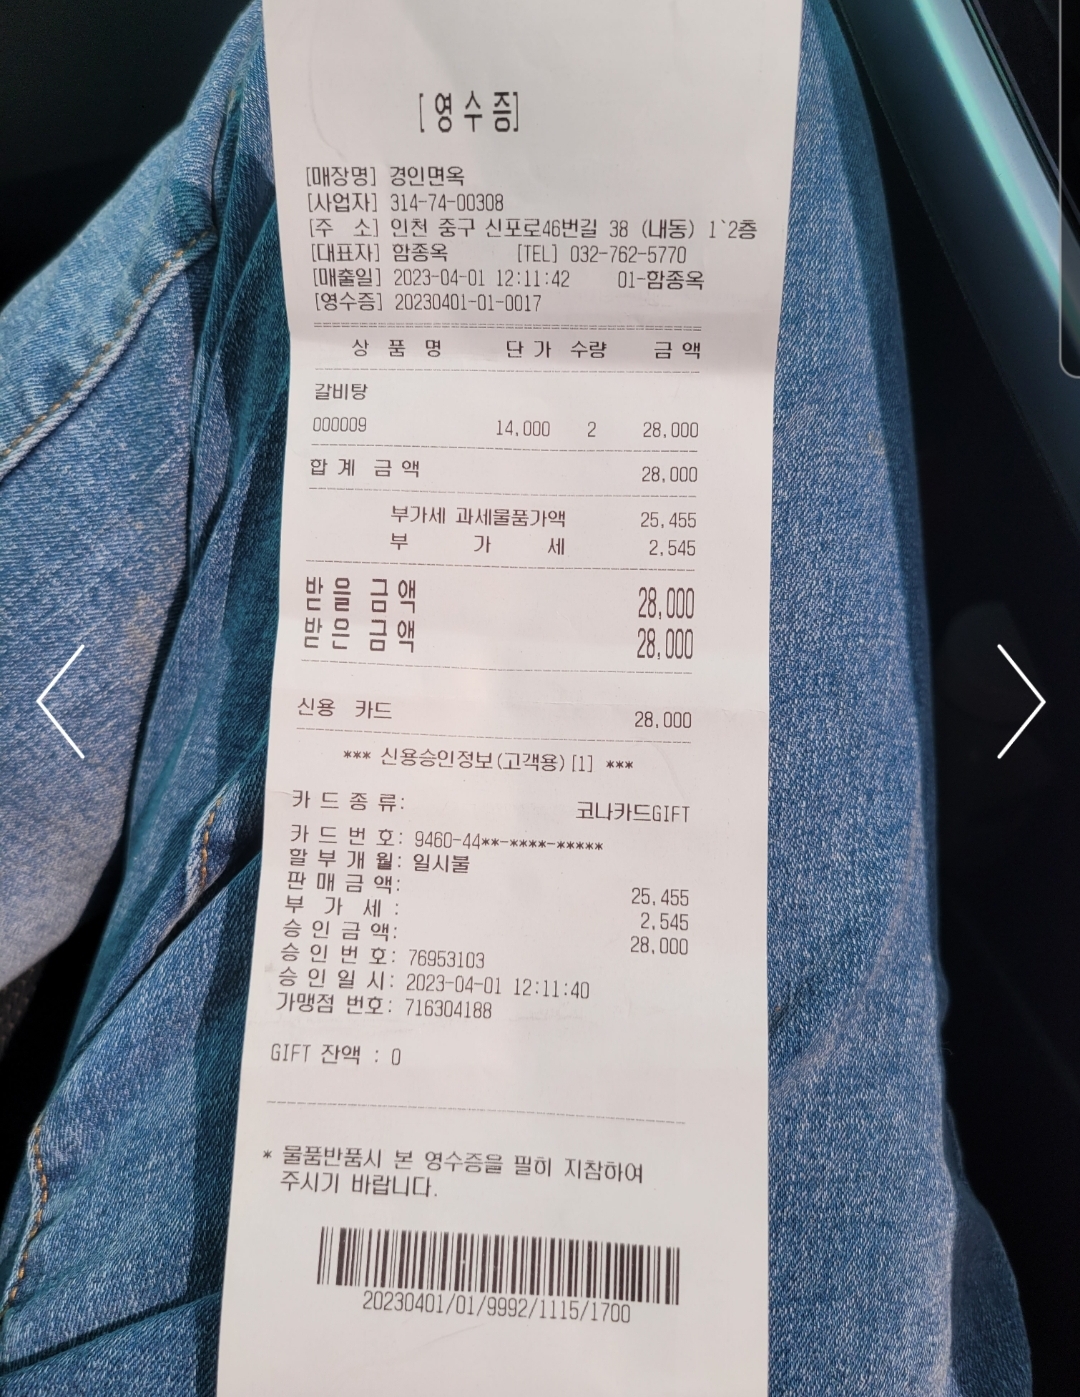 [영수증]
[매장명] 경인면옥
[사업자] 314-74-00308
[주 소] 인천 중구 신포로46번길 38 (내동) 1`2층
[대표자] 함종옥 [TEL] 032-762-5770
[매출일] 2023-04-01 12:11:42 01-함종옥
[영수증] 20230401-01-0017
상 품 명 단 가 수량 금 액
갈비탕
000009 14,000 2 28,000
합 계 금 액 28,000
부가세 과세물품가액 25,455
부 가 세 2,545
받을 금액 28,000
받은 금액 28,000
신용 카드 28,000
*** 신용승인정보(고객용)[1] ***
카 드 종 류: 코나카드GIFT
카 드 번 호: 9460-44**-****-*****
할 부 개 월: 일시불
판 매 금 액: 25,455
부 가 세 : 2,545
승 인 금 액: 28,000
승 인 번 호: 76953103
승 인 일 시: 2023-04-01 12:11:40
가맹점 번호: 716304188
GIFT 잔액 : 0
* 물품반품시 본 영수증을 필히 지참하여
주시기 바랍니다.
20230401/01/9992/1115/1700